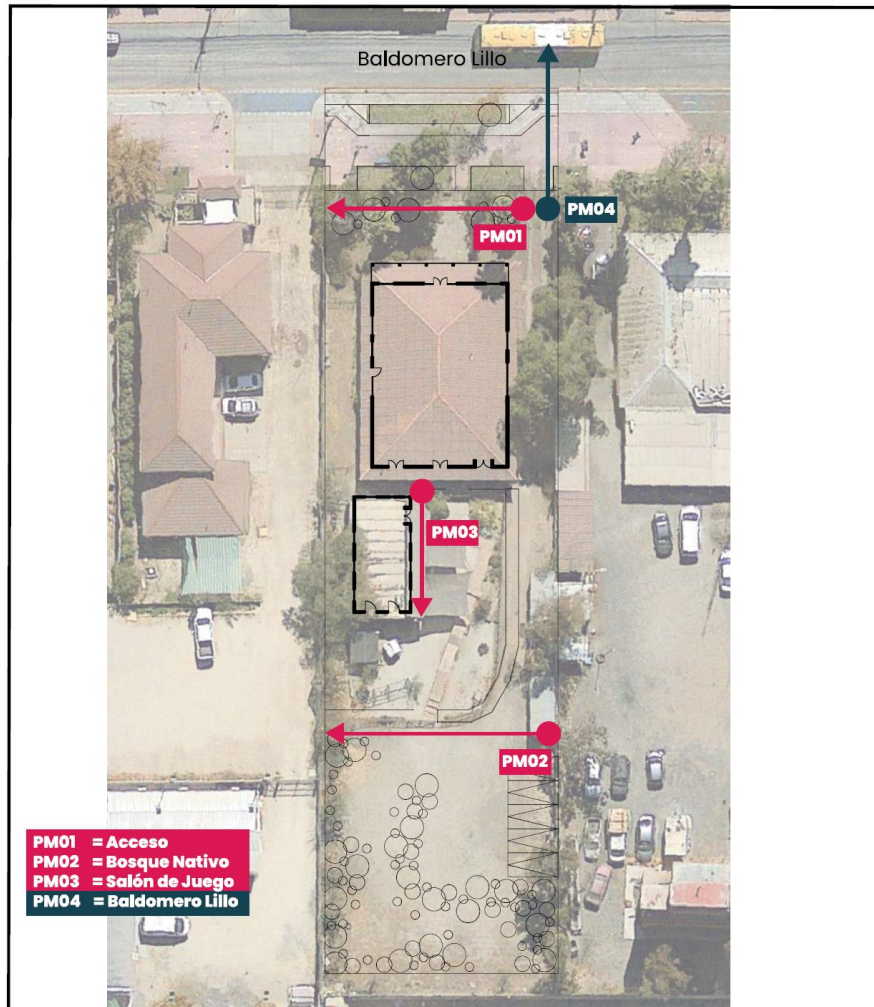 Baldomero Lillo
PM04
PM01
PM03
PM02
PM01 = Acceso
PM02 = Bosque Nativo
PM03 = Salón de Juego
PM04 = Baldomero Lillo